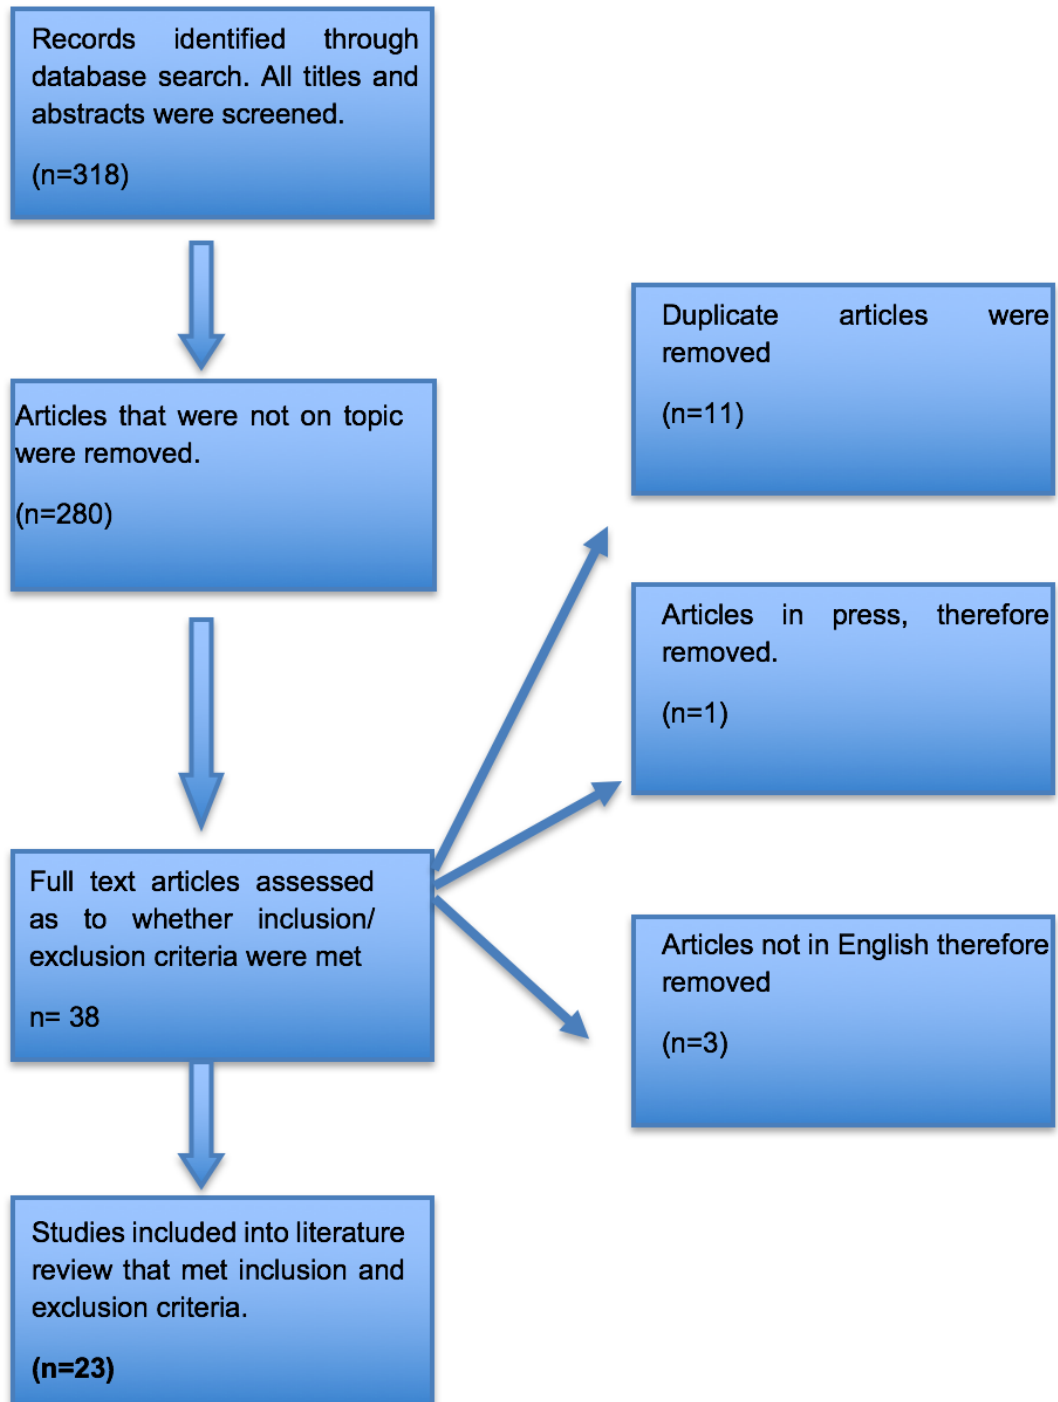 Records identified through
database search. All titles and
abstracts were screened.
(n=318)
Articles that were not on topic
were removed.
(n=280)
Full text articles assessed
as to whether inclusion/
exclusion criteria were met
n= 38
Studies included into literature
review that met inclusion and
exclusion criteria.
(n=23)
Duplicate articles were
removed
(n=11)
Articles in press, therefore
removed.
(n=1)
Articles not in English therefore
removed
(n=3)